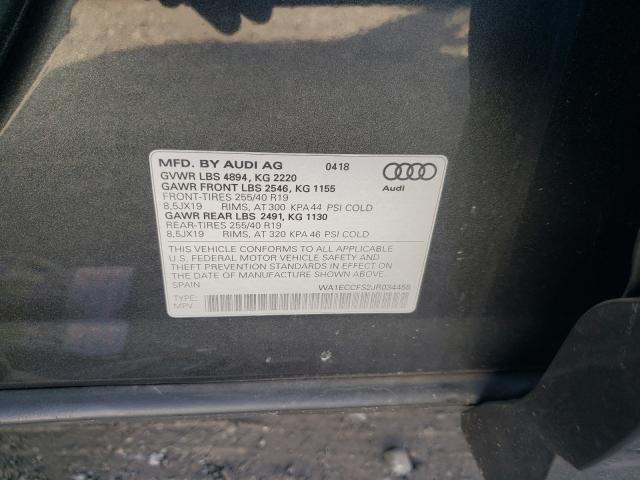 MFD. BY AUDI AG 0418
GVWR LBS 4894, KG 2220
GAWR FRONT LBS 2546, KG 1155
FRONT-TIRES 255/40 R19
8,5JX19 RIMS, AT 300 KPA 44 PSI COLD
GAWR REAR LBS 2491, KG 1130
REAR-TIRES 255/40 R19
8,5JX19 RIMS, AT 320 KPA 46 PSI COLD
Audi
THIS VEHICLE CONFORMS TO ALL APPLICABLE
U.S. FEDERAL MOTOR VEHICLE SAFETY AND
THEFT PREVENTION STANDARDS IN EFFECT ON
THE DATE OF MANUFACTURE SHOWN ABOVE.
SPAIN WA1ECCFS2JR034455
TYPE:
MPV